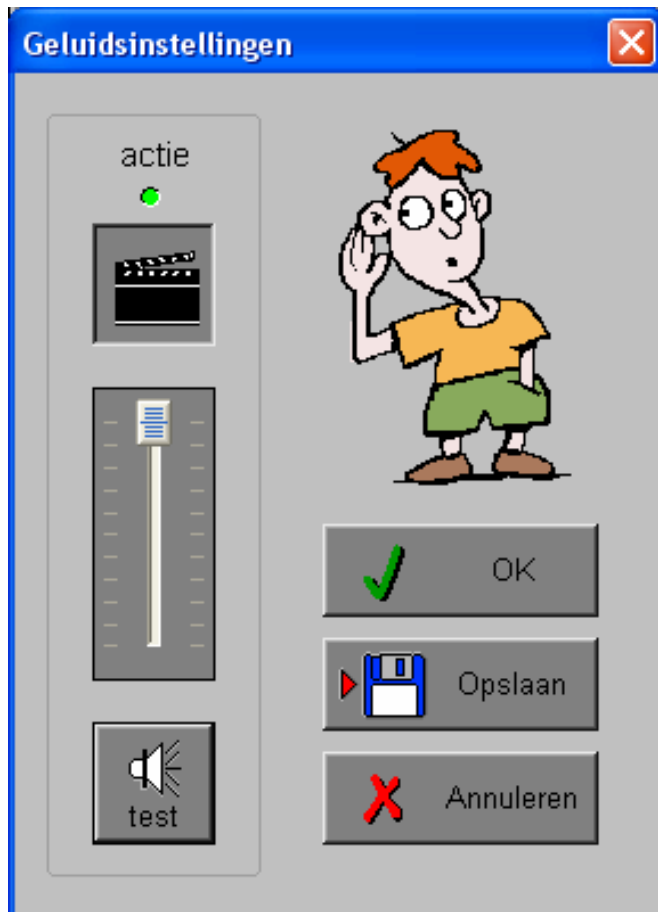 Geluidsinstellingen
actie
test
OK
Opslaan
Annuleren